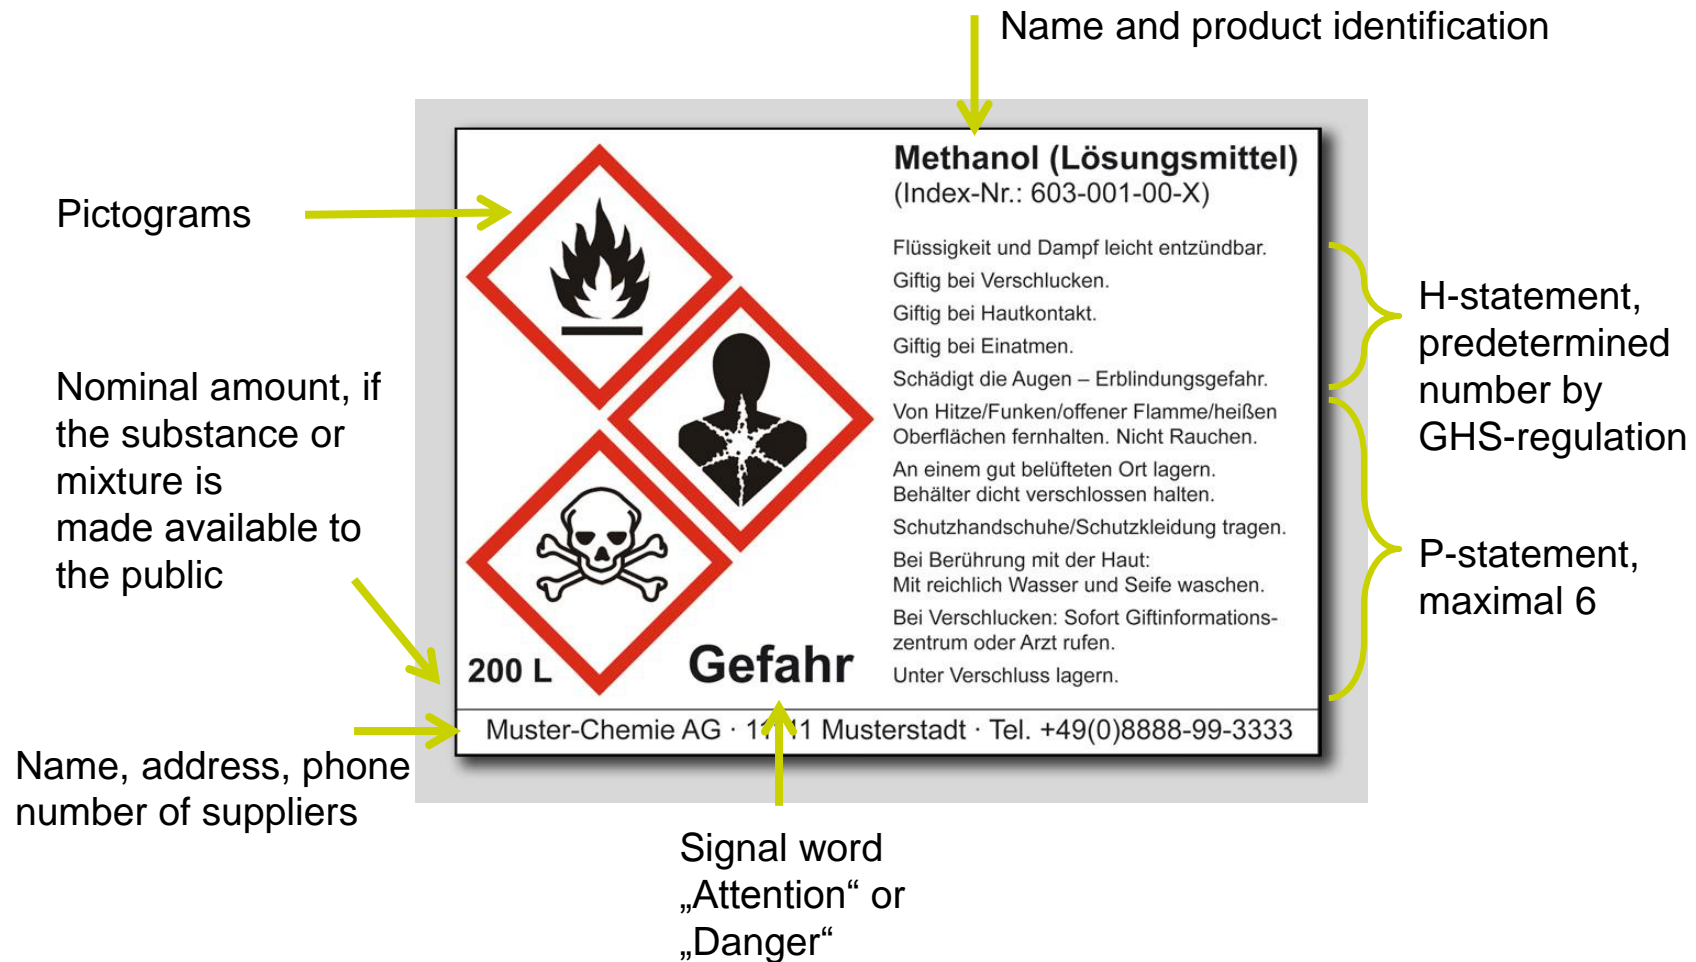 Name and product identification
Pictograms
Nominal amount, if
the substance or
mixture is
made available to
the public
Name, address, phone
number of suppliers
Methanol (Lösungsmittel)
(Index-Nr.: 603-001-00-X)
Flüssigkeit und Dampf leicht entzündbar.
Giftig bei Verschlucken.
Giftig bei Hautkontakt.
Giftig bei Einatmen.
Schädigt die Augen – Erblindungsgefahr.
Von Hitze/Funken/offener Flamme/heißen
Oberflächen fernhalten. Nicht Rauchen.
An einem gut belüfteten Ort lagern.
Behälter dicht verschlossen halten.
Schutzhandschuhe/Schutzkleidung tragen.
Bei Berührung mit der Haut:
Mit reichlich Wasser und Seife waschen.
Bei Verschlucken: Sofort Giftinformations-
zentrum oder Arzt rufen.
Unter Verschluss lagern.
200 L
Gefahr
Muster-Chemie AG · Musterstadt · Tel. +49(0)8888-99-3333
H-statement,
predetermined
number by
GHS-regulation
P-statement,
maximal 6
Signal word
„Attention“ or
„Danger“